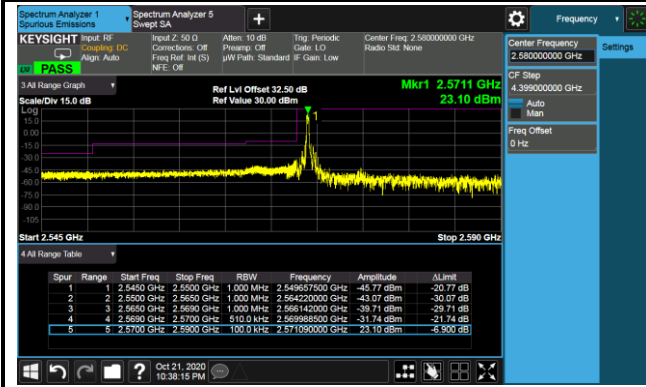 Spectrum Analyzer 1
Spurious Emissions
Spectrum Analyzer 5
Swept SA
Frequency
KEYSIGHT
Input: RF
Coupling: DC
Align: Auto
Input Z: 50 Ω
Corrections: Off
Freq Ref: Int (S)
NFE: Off
Atten: 10 dB
Preamp: Off
µW Path: Standard
Trig: Periodic
Gate: LO
IF Gain: Low
Center Freq: 2.580000000 GHz
Radio Std: None
PASS
Center Frequency
2.580000000 GHz
Settings
CF Step
4.399000000 GHz
Auto
Man
Freq Offset
0 Hz
3 All Range Graph
Ref Lvl Offset 32.50 dB
Mkr1 2.5711 GHz
Scale/Div 15.0 dB
Ref Value 30.00 dBm
23.10 dBm
Log
15.0
0.00
-15.0
-30.0
-45.0
-60.0
-75.0
-90.0
-105
1
Start 2.545 GHz
Stop 2.590 GHz
4 All Range Table
Spur Range Start Freq Stop Freq RBW Frequency Amplitude ΔLimit
1 1 2.5450 GHz 2.5500 GHz 1.000 MHz 2.549657500 GHz -45.77 dBm -20.77 dB
2 2 2.5500 GHz 2.5650 GHz 1.000 MHz 2.564220000 GHz -43.07 dBm -30.07 dB
3 3 2.5650 GHz 2.5690 GHz 1.000 MHz 2.566142000 GHz -39.71 dBm -29.71 dB
4 4 2.5690 GHz 2.5700 GHz 510.0 kHz 2.569988500 GHz -31.74 dBm -21.74 dB
5 5 2.5700 GHz 2.5900 GHz 100.0 kHz 2.571090000 GHz 23.10 dBm -6.900 dB
Oct 21, 2020
10:38:15 PM